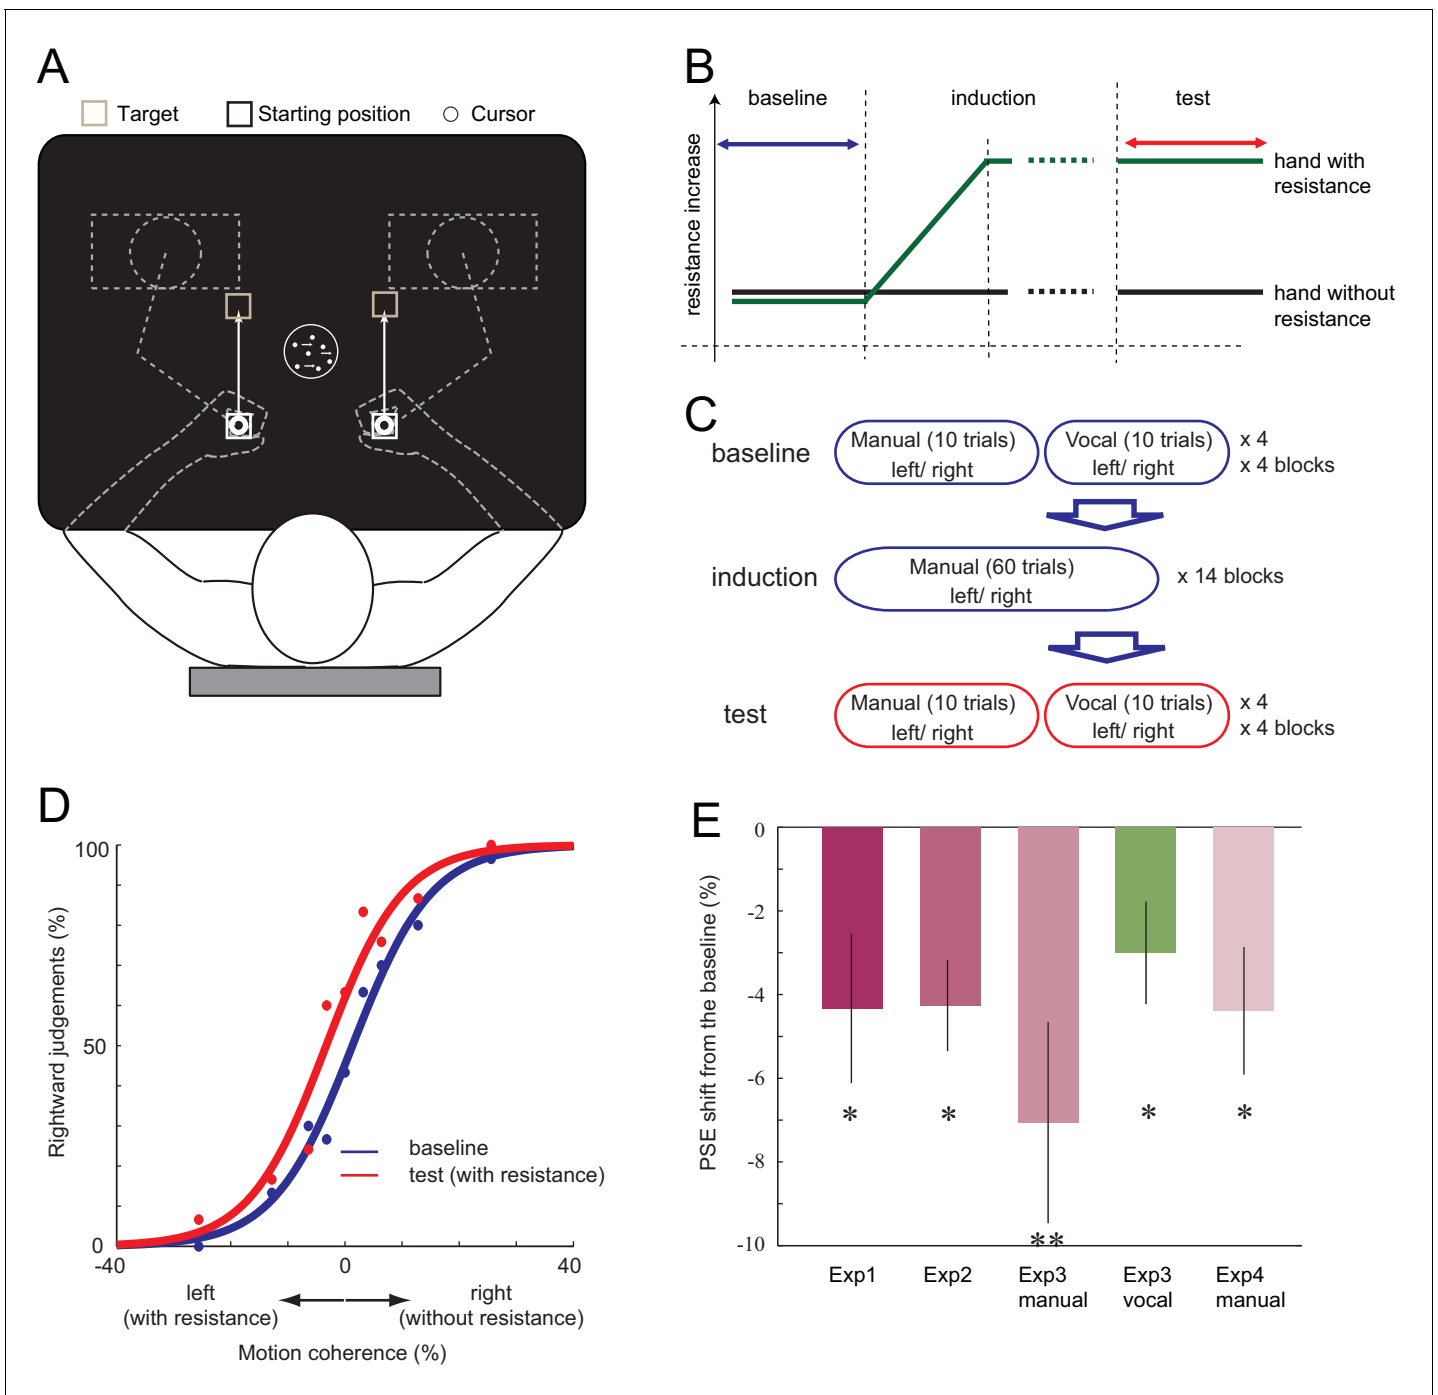 A
Target
Starting position
Cursor
B
baseline
induction
test
resistance increase
hand with
resistance
hand without
resistance
C
baseline
Manual (10 trials)
left/ right
Vocal (10 trials)
left/ right
x 4
x 4 blocks
induction
Manual (60 trials)
left/ right
x 14 blocks
test
Manual (10 trials)
left/ right
Vocal (10 trials)
left/ right
x 4
x 4 blocks
D
100
50
0
Rightward judgements (%)
baseline
test (with resistance)
-40
0
40
left
(with resistance)
right
(without resistance)
Motion coherence (%)
E
0
-2
-4
-6
-8
-10
PSE shift from the baseline (%)
*
*
**
*
*
Exp1
Exp2
Exp3
manual
Exp3
vocal
Exp4
manual